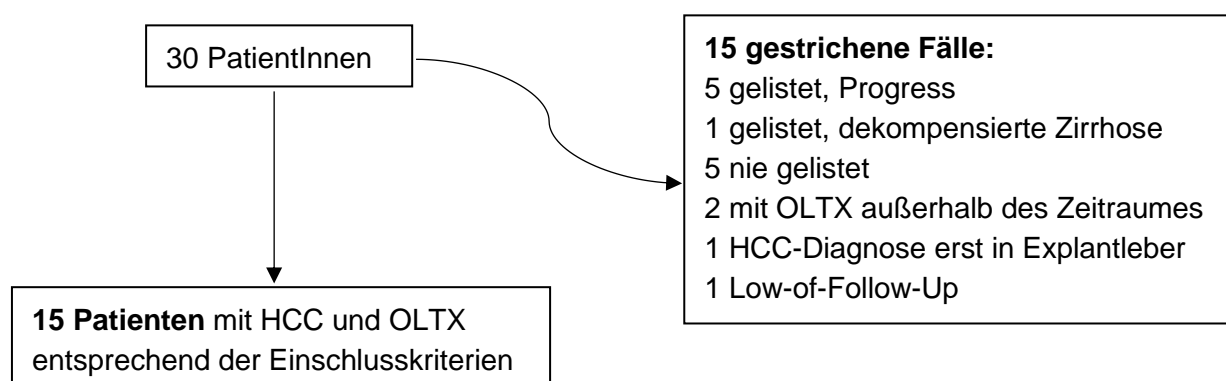 30 PatientInnen
15 gestrichene Fälle:
5 gelistet, Progress
1 gelistet, dekompensierte Zirrhose
5 nie gelistet
2 mit OLTX außerhalb des Zeitraumes
1 HCC-Diagnose erst in Explantleber
1 Low-of-Follow-Up
15 Patienten mit HCC und OLTX
entsprechend der Einschlusskriterien